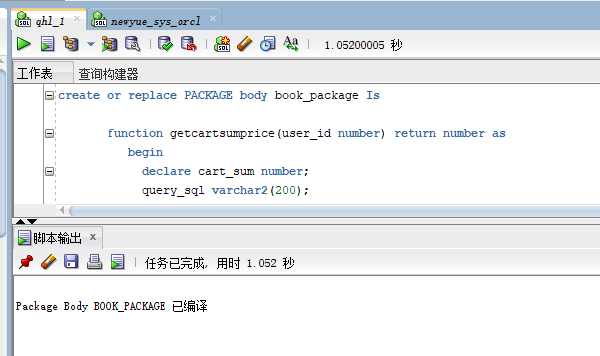 qhl_1 newyue_sys_orcl
SQL Aa 1.05200005 秒
工作表 查询构建器
create or replace PACKAGE body book_package Is
function getcartsumprice(user_id number) return number as
begin
declare cart_sum number;
query_sql varchar2(200);
脚本输出 x
任务已完成, 用时 1.052 秒
Package Body BOOK_PACKAGE 已编译